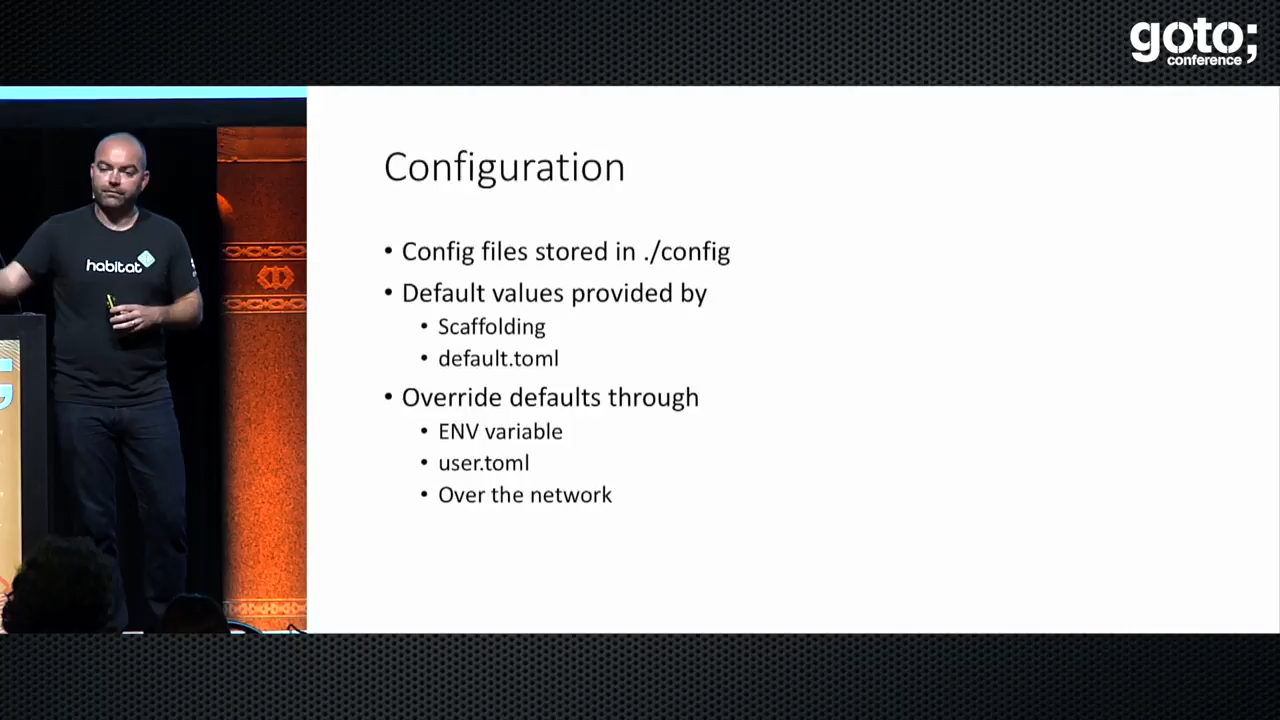 goto;
conference
habitat
Configuration
• Config files stored in ./config
• Default values provided by
• Scaffolding
• default.toml
• Override defaults through
• ENV variable
• user.toml
• Over the network